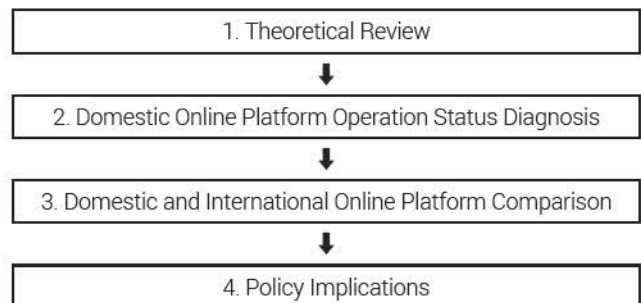 1. Theoretical Review
2. Domestic Online Platform Operation Status Diagnosis
3. Domestic and International Online Platform Comparison
4. Policy Implications